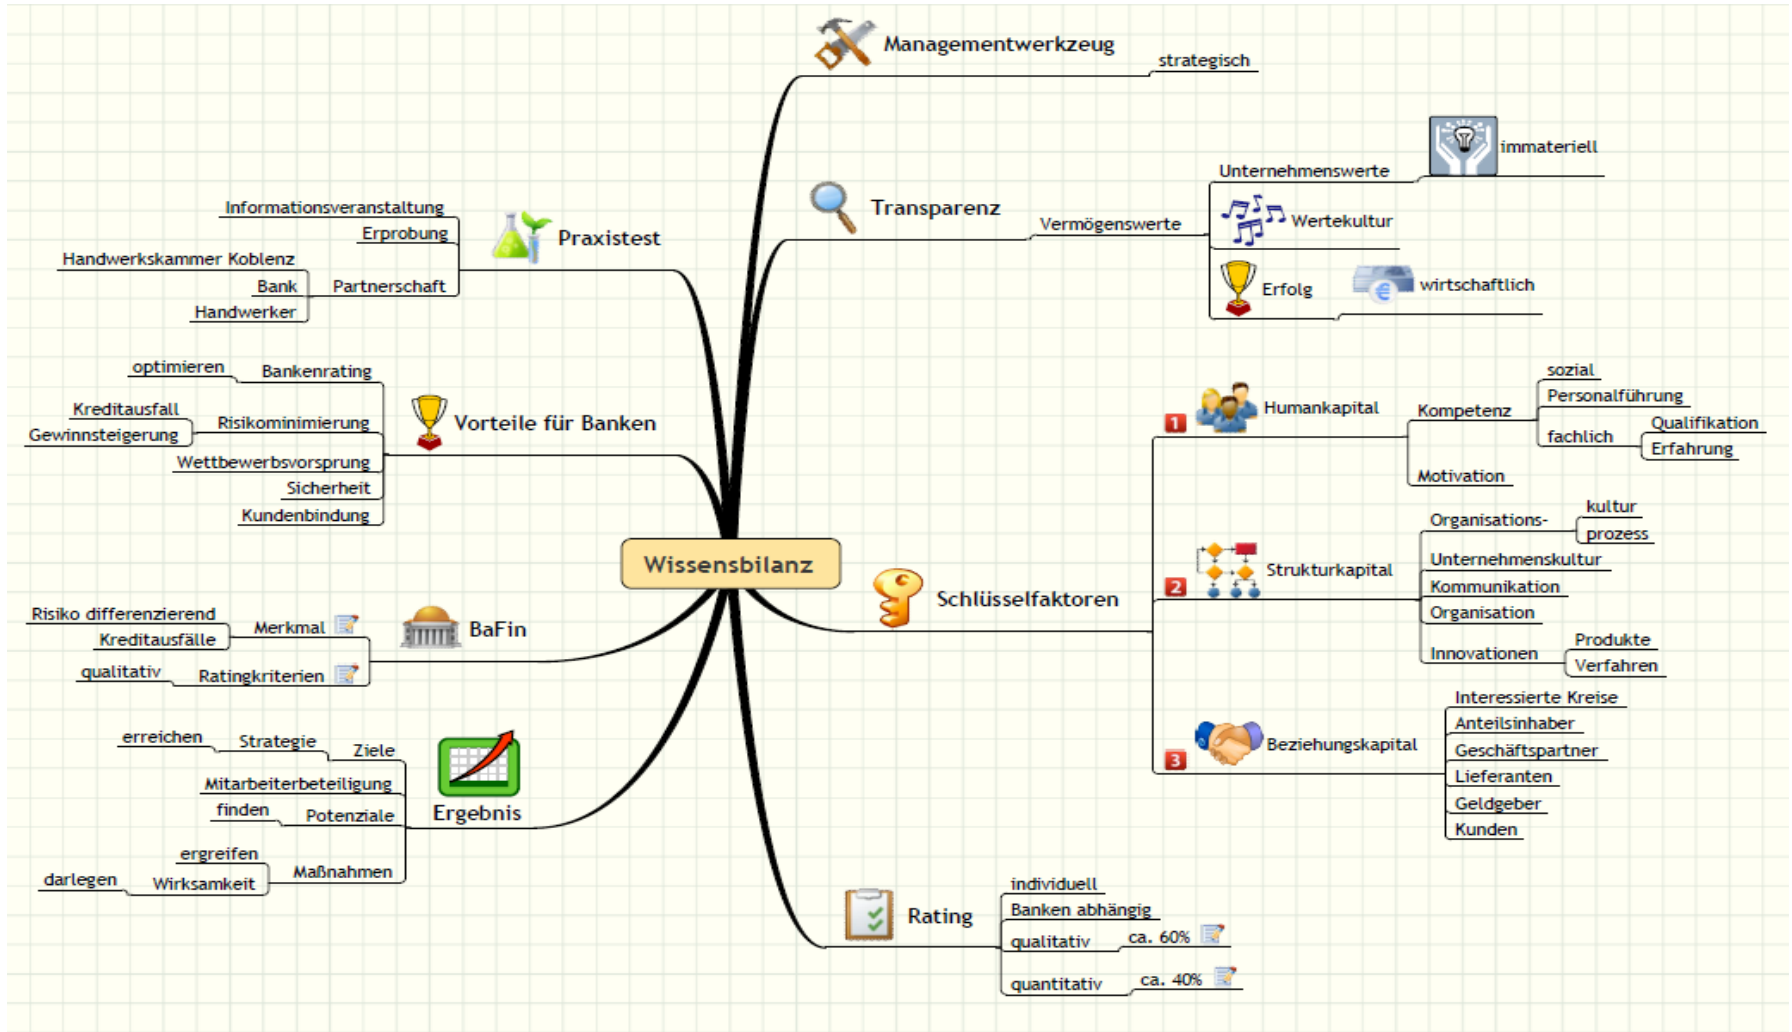 Wissensbilanz
Managementwerkzeug
strategisch
Transparenz
Vermögenswerte
Unternehmenswerte
immateriell
Wertekultur
Erfolg
wirtschaftlich
Schlüsselfaktoren
1
Humankapital
Kompetenz
sozial
Personalführung
fachlich
Qualifikation
Erfahrung
Motivation
2
Strukturkapital
Organisations-
kultur
prozess
Unternehmenskultur
Kommunikation
Organisation
Innovationen
Produkte
Verfahren
3
Beziehungskapital
Interessierte Kreise
Anteilsinhaber
Geschäftspartner
Lieferanten
Geldgeber
Kunden
Rating
individuell
Banken abhängig
qualitativ
ca. 60%
quantitativ
ca. 40%
Praxistest
Informationsveranstaltung
Erprobung
Partnerschaft
Handwerkskammer Koblenz
Bank
Handwerker
Vorteile für Banken
Bankenrating
optimieren
Risikominimierung
Kreditausfall
Gewinnsteigerung
Wettbewerbsvorsprung
Sicherheit
Kundenbindung
BaFin
Merkmal
Risiko differenzierend
Kreditausfälle
Ratingkriterien
qualitativ
Ergebnis
Ziele
Strategie
erreichen
Mitarbeiterbeteiligung
Potenziale
finden
Maßnahmen
ergreifen
Wirksamkeit
darlegen